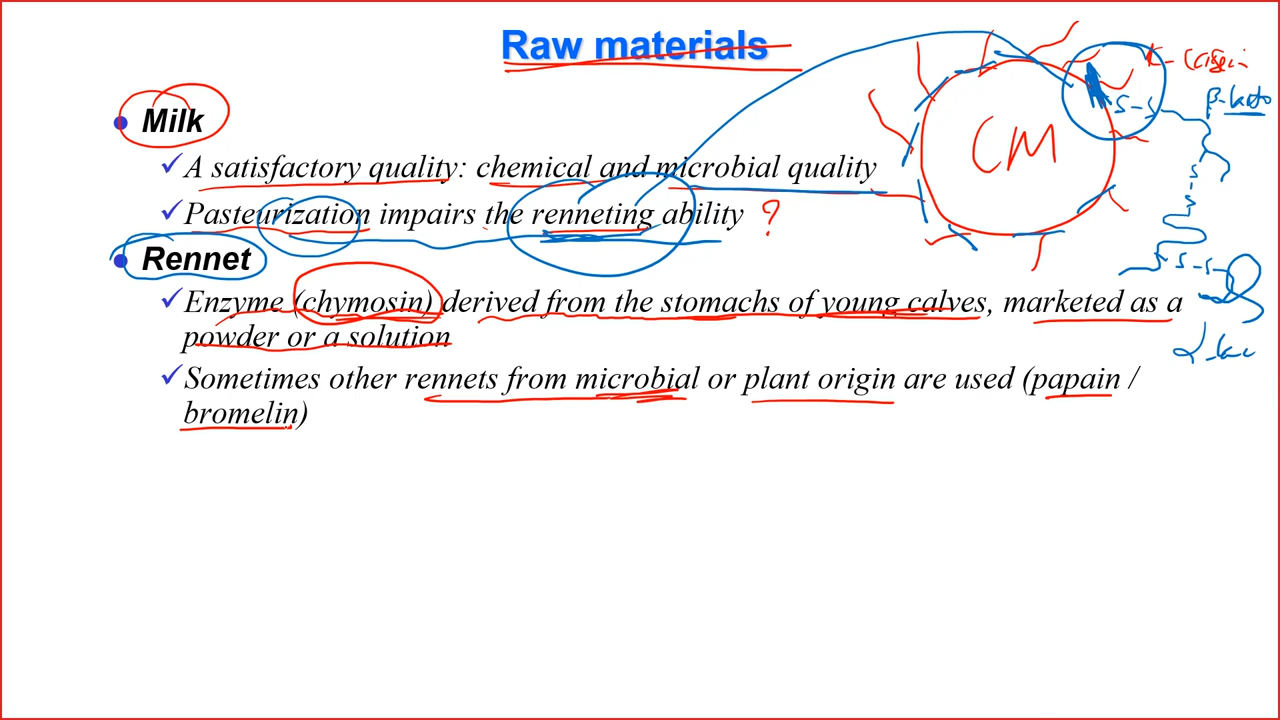 Raw materials
• Milk
✓A satisfactory quality: chemical and microbial quality
✓Pasteurization impairs the renneting ability ?
• Rennet
✓Enzyme (chymosin) derived from the stomachs of young calves, marketed as a
powder or a solution
✓Sometimes other rennets from microbial or plant origin are used (papain /
bromelin)
CM
S-S
S-S
S-S